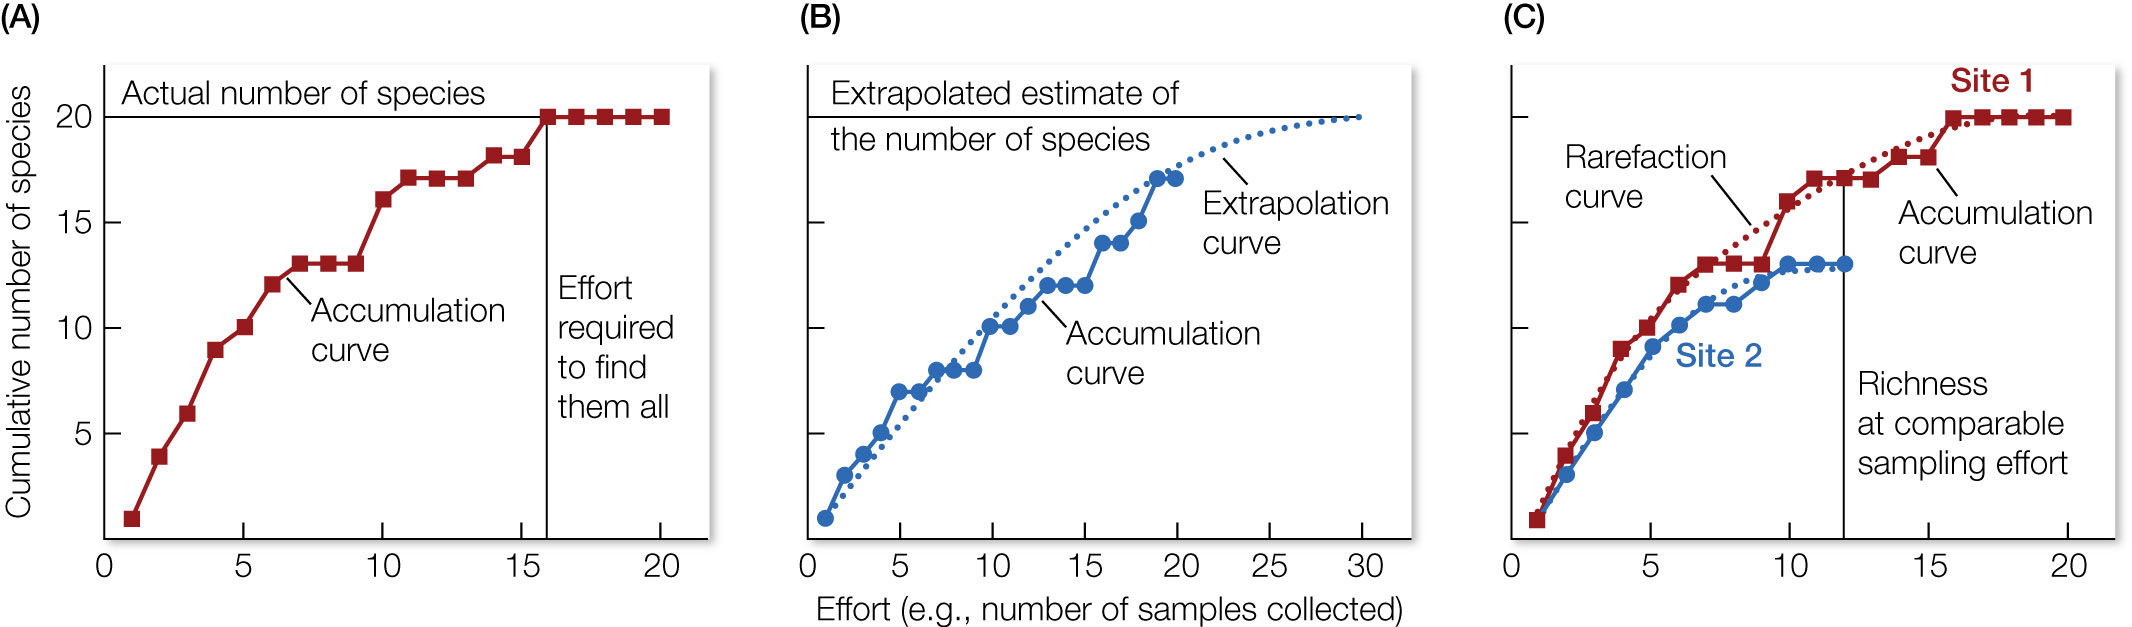 (A)
Cumulative number of species
Actual number of species
20
15
10
5
Accumulation
curve
Effort
required
to find
them all
0
5
10
15
20
(B)
Extrapolated estimate of
the number of species
Extrapolation
curve
Accumulation
curve
0
5
10
15
20
25
30
Effort (e.g., number of samples collected)
(C)
Site 1
Rarefaction
curve
Accumulation
curve
Site 2
Richness
at comparable
sampling effort
0
5
10
15
20